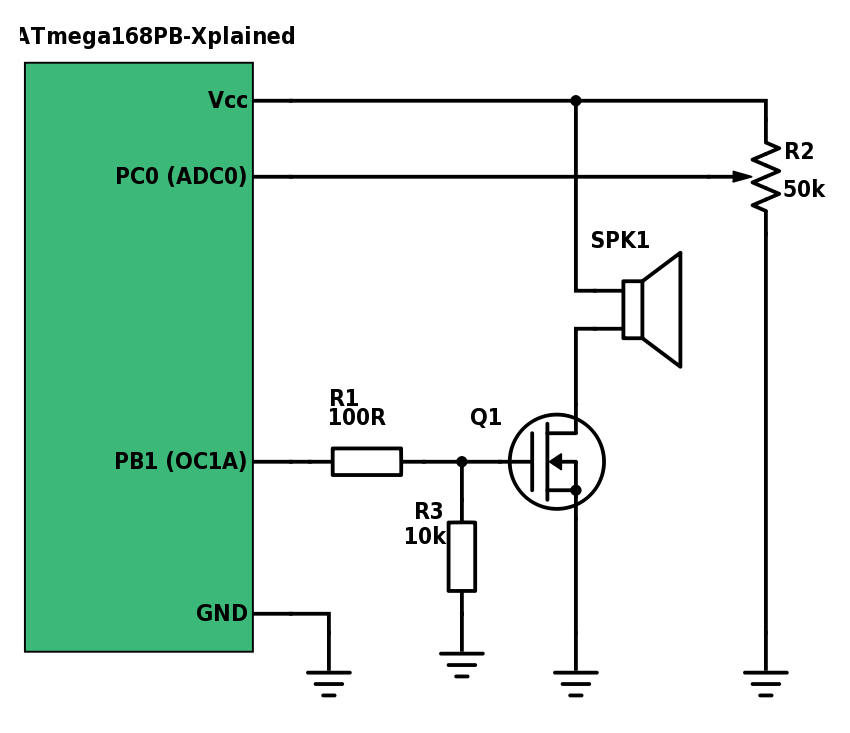 ATmega168PB-Xplained
Vcc
R2
PC0 (ADC0)
50k
SPK1
R1
100R
Q1
PB1 (OC1A)
R3
10k
GND